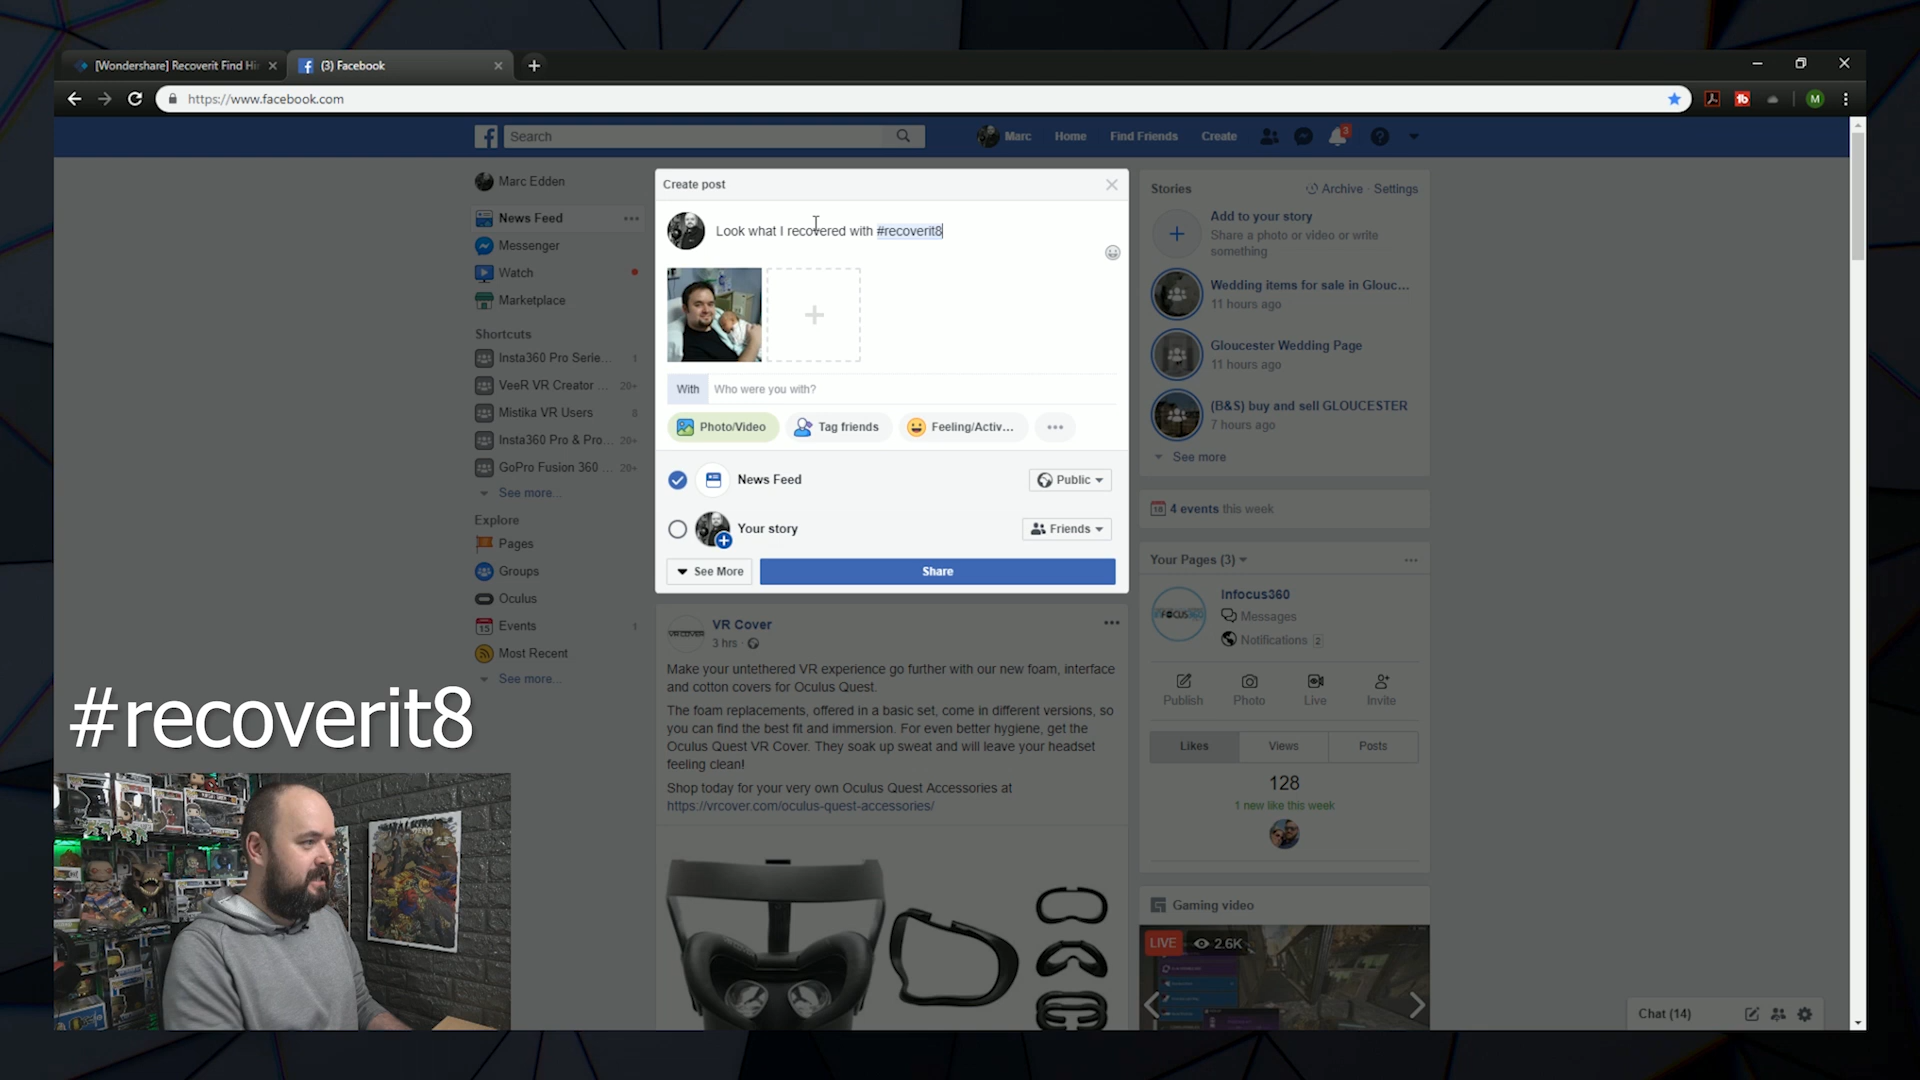 [Wondershare] Recoverit Find Hi
(3) Facebook
https://www.facebook.com
M
Search
Marc
Home
Find Friends
Create
3
Marc Edden
News Feed
Messenger
Watch
Marketplace
Shortcuts
Insta360 Pro Serie... 1
VeeR VR Creator ... 20+
Mistika VR Users 8
Insta360 Pro & Pro... 20+
GoPro Fusion 360 ... 20+
See more...
Explore
Pages
Groups
Oculus
Events 1
Most Recent
See more...
Create post
Look what I recovered with #recoverit8
With Who were you with?
Photo/Video
Tag friends
Feeling/Activ...
News Feed
Public
Your story
Friends
See More
Share
VR Cover
3 hrs
Make your untethered VR experience go further with our new foam, interface
and cotton covers for Oculus Quest.
The foam replacements, offered in a basic set, come in different versions, so
you can find the best fit and immersion. For even better hygiene, get the
Oculus Quest VR Cover. They soak up sweat and will leave your headset
feeling clean!
Shop today for your very own Oculus Quest Accessories at
https://vrcover.com/oculus-quest-accessories/
Stories
Archive · Settings
Add to your story
Share a photo or video or write
something
Wedding items for sale in Glouc...
11 hours ago
Gloucester Wedding Page
11 hours ago
(B&S) buy and sell GLOUCESTER
7 hours ago
See more
4 events this week
Your Pages (3)
Infocus360
Messages
Notifications 2
Publish
Photo
Live
Invite
Likes
Views
Posts
128
1 new like this week
Gaming video
LIVE
2.6K
Chat (14)
#recoverit8